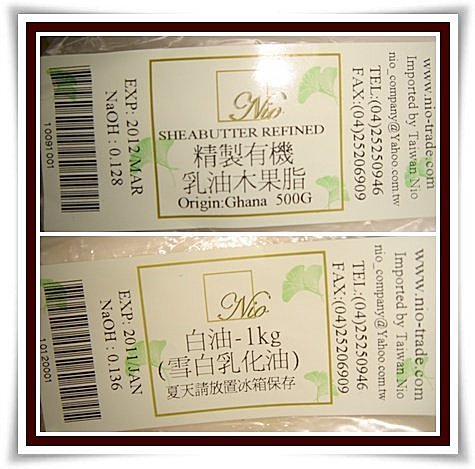 10091001
EXP: 2012/MAR
NaOH : 0.128
Nio
SHEABUTTER REFINED
精製有機
乳油木果脂
Origin:Ghana 500G
www.nio-trade.com
Imported by Taiwan Nio
nio_company@Yahoo.com.tw
TEL:(04)25250946
FAX:(04)25206909
10120001
EXP: 2011/JAN
NaOH : 0.136
Nio
白油-1kg
(雪白乳化油)
夏天請放置冰箱保存
www.nio-trade.com
Imported by Taiwan Nio
nio_company@Yahoo.com.tw
TEL:(04)25250946
FAX:(04)25206909